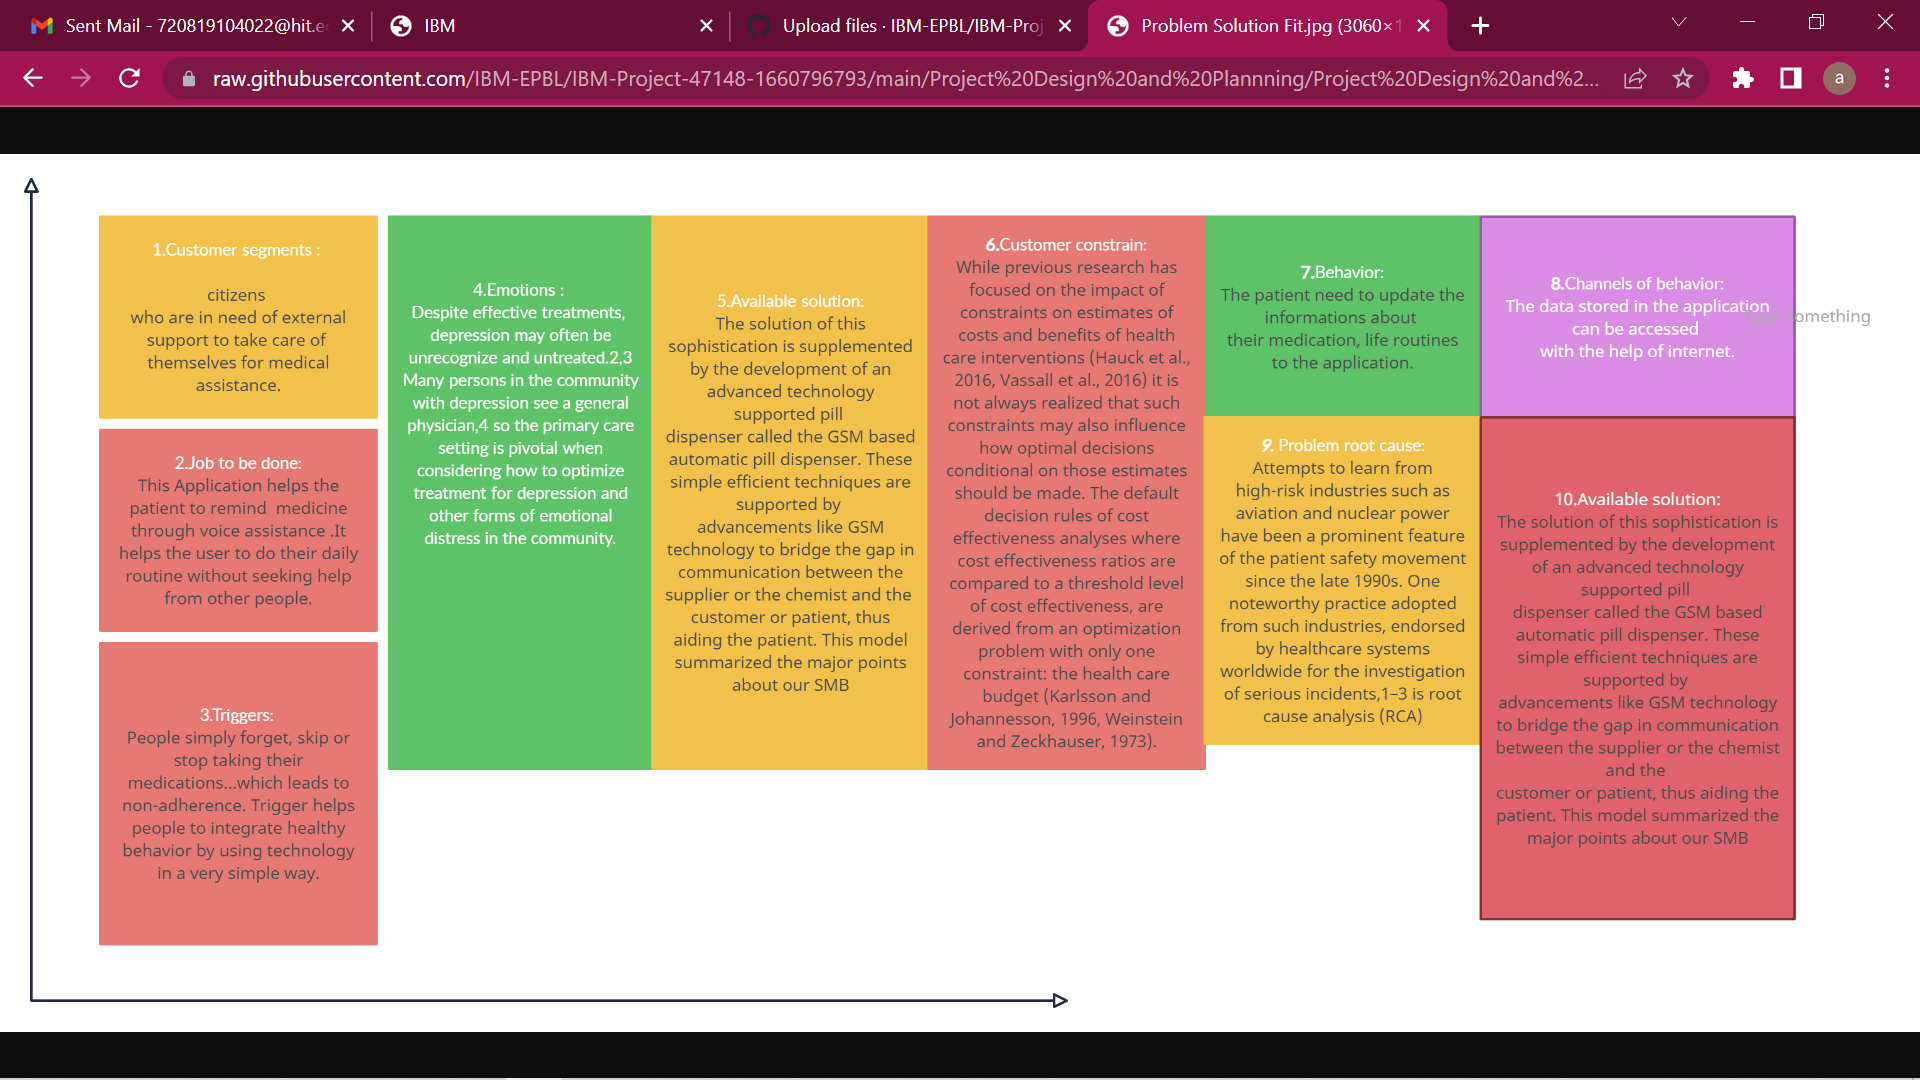 Sent Mail - 720819104022@hit.e
IBM
Upload files · IBM-EPBL/IBM-Proj
Problem Solution Fit.jpg (3060×1
raw.githubusercontent.com/IBM-EPBL/IBM-Project-47148-1660796793/main/Project%20Design%20and%20Plannning/Project%20Design%20and%2...
a
1.Customer segments :
citizens
who are in need of external
support to take care of
themselves for medical
assistance.
2.Job to be done:
This Application helps the
patient to remind  medicine
through voice assistance .It
helps the user to do their daily
routine without seeking help
from other people.
3.Triggers:
People simply forget, skip or
stop taking their
medications...which leads to
non-adherence. Trigger helps
people to integrate healthy
behavior by using technology
in a very simple way.
4.Emotions :
Despite effective treatments,
depression may often be
unrecognize and untreated.2,3
Many persons in the community
with depression see a general
physician,4 so the primary care
setting is pivotal when
considering how to optimize
treatment for depression and
other forms of emotional
distress in the community.
5.Available solution:
The solution of this
sophistication is supplemented
by the development of an
advanced technology
supported pill
dispenser called the GSM based
automatic pill dispenser. These
simple efficient techniques are
supported by
advancements like GSM
technology to bridge the gap in
communication between the
supplier or the chemist and the
customer or patient, thus
aiding the patient. This model
summarized the major points
about our SMB
6.Customer constrain:
While previous research has
focused on the impact of
constraints on estimates of
costs and benefits of health
care interventions (Hauck et al.,
2016, Vassall et al., 2016) it is
not always realized that such
constraints may also influence
how optimal decisions
conditional on those estimates
should be made. The default
decision rules of cost
effectiveness analyses where
cost effectiveness ratios are
compared to a threshold level
of cost effectiveness, are
derived from an optimization
problem with only one
constraint: the health care
budget (Karlsson and
Johannesson, 1996, Weinstein
and Zeckhauser, 1973).
7.Behavior:
The patient need to update the
informations about
their medication, life routines
to the application.
8.Channels of behavior:
The data stored in the application
can be accessed
with the help of internet.
something
9. Problem root cause:
Attempts to learn from
high-risk industries such as
aviation and nuclear power
have been a prominent feature
of the patient safety movement
since the late 1990s. One
noteworthy practice adopted
from such industries, endorsed
by healthcare systems
worldwide for the investigation
of serious incidents,1–3 is root
cause analysis (RCA)
10.Available solution:
The solution of this sophistication is
supplemented by the development
of an advanced technology
supported pill
dispenser called the GSM based
automatic pill dispenser. These
simple efficient techniques are
supported by
advancements like GSM technology
to bridge the gap in communication
between the supplier or the chemist
and the
customer or patient, thus aiding the
patient. This model summarized the
major points about our SMB